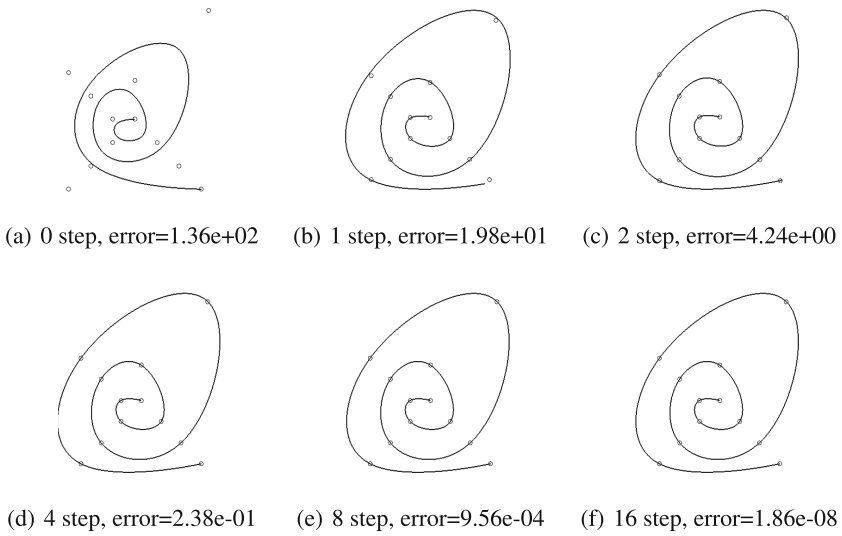 (a) 0 step, error=1.36e+02
(b) 1 step, error=1.98e+01
(c) 2 step, error=4.24e+00
(d) 4 step, error=2.38e-01
(e) 8 step, error=9.56e-04
(f) 16 step, error=1.86e-08